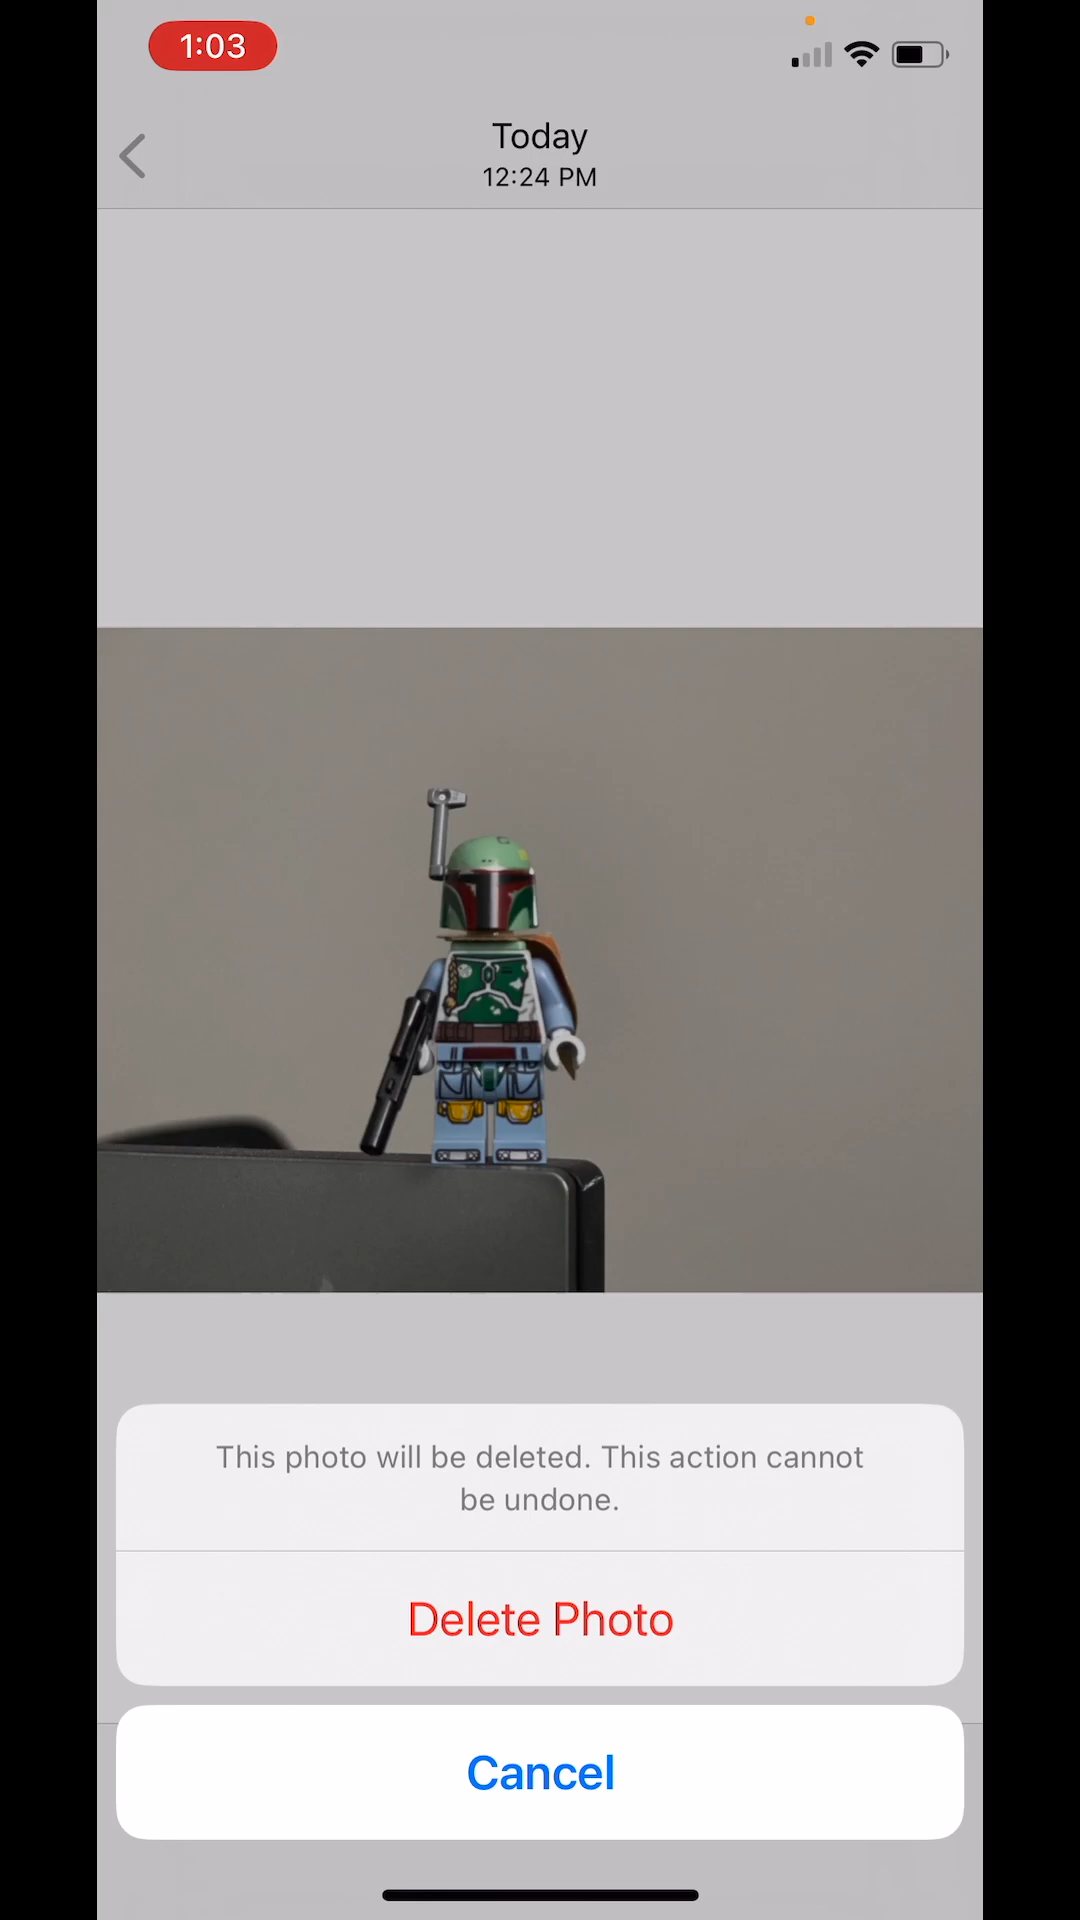 1:03
Today
12:24 PM
This photo will be deleted. This action cannot
be undone.
Delete Photo
Cancel